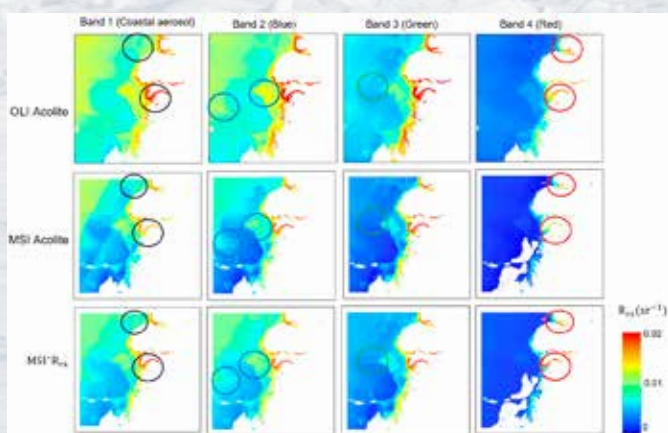 Band 1 (Coastal aerosol) Band 2 (Blue) Band 3 (Green) Band 4 (Red)
OLI Acolite
MSI Acolite
MSI^Rrs
Rrs(sr⁻¹)
0.02
0.01
0